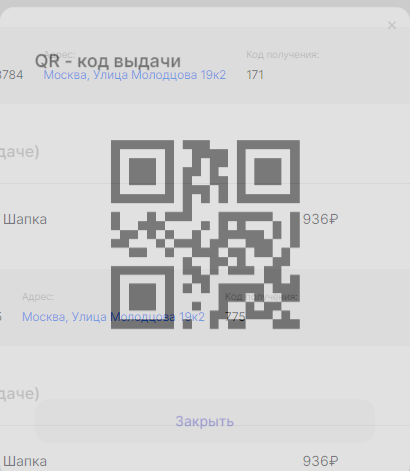 ×
Адрес:
Код получения:
QR - код выдачи
3784
Москва, Улица Молодцова 19к2
171
даче)
Шапка
936₽
Адрес:
Код получения:
Москва, Улица Молодцова 19к2
775
даче)
Закрыть
Шапка
936₽